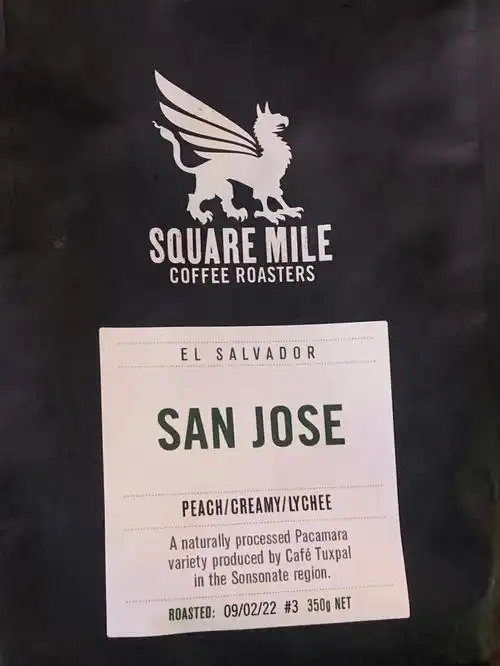 SQUARE MILE
COFFEE ROASTERS
EL SALVADOR
SAN JOSE
PEACH/CREAMY/LYCHEE
A naturally processed Pacamara
variety produced by Café Tuxpal
in the Sonsonate region.
ROASTED: 09/02/22 #3 350g NET